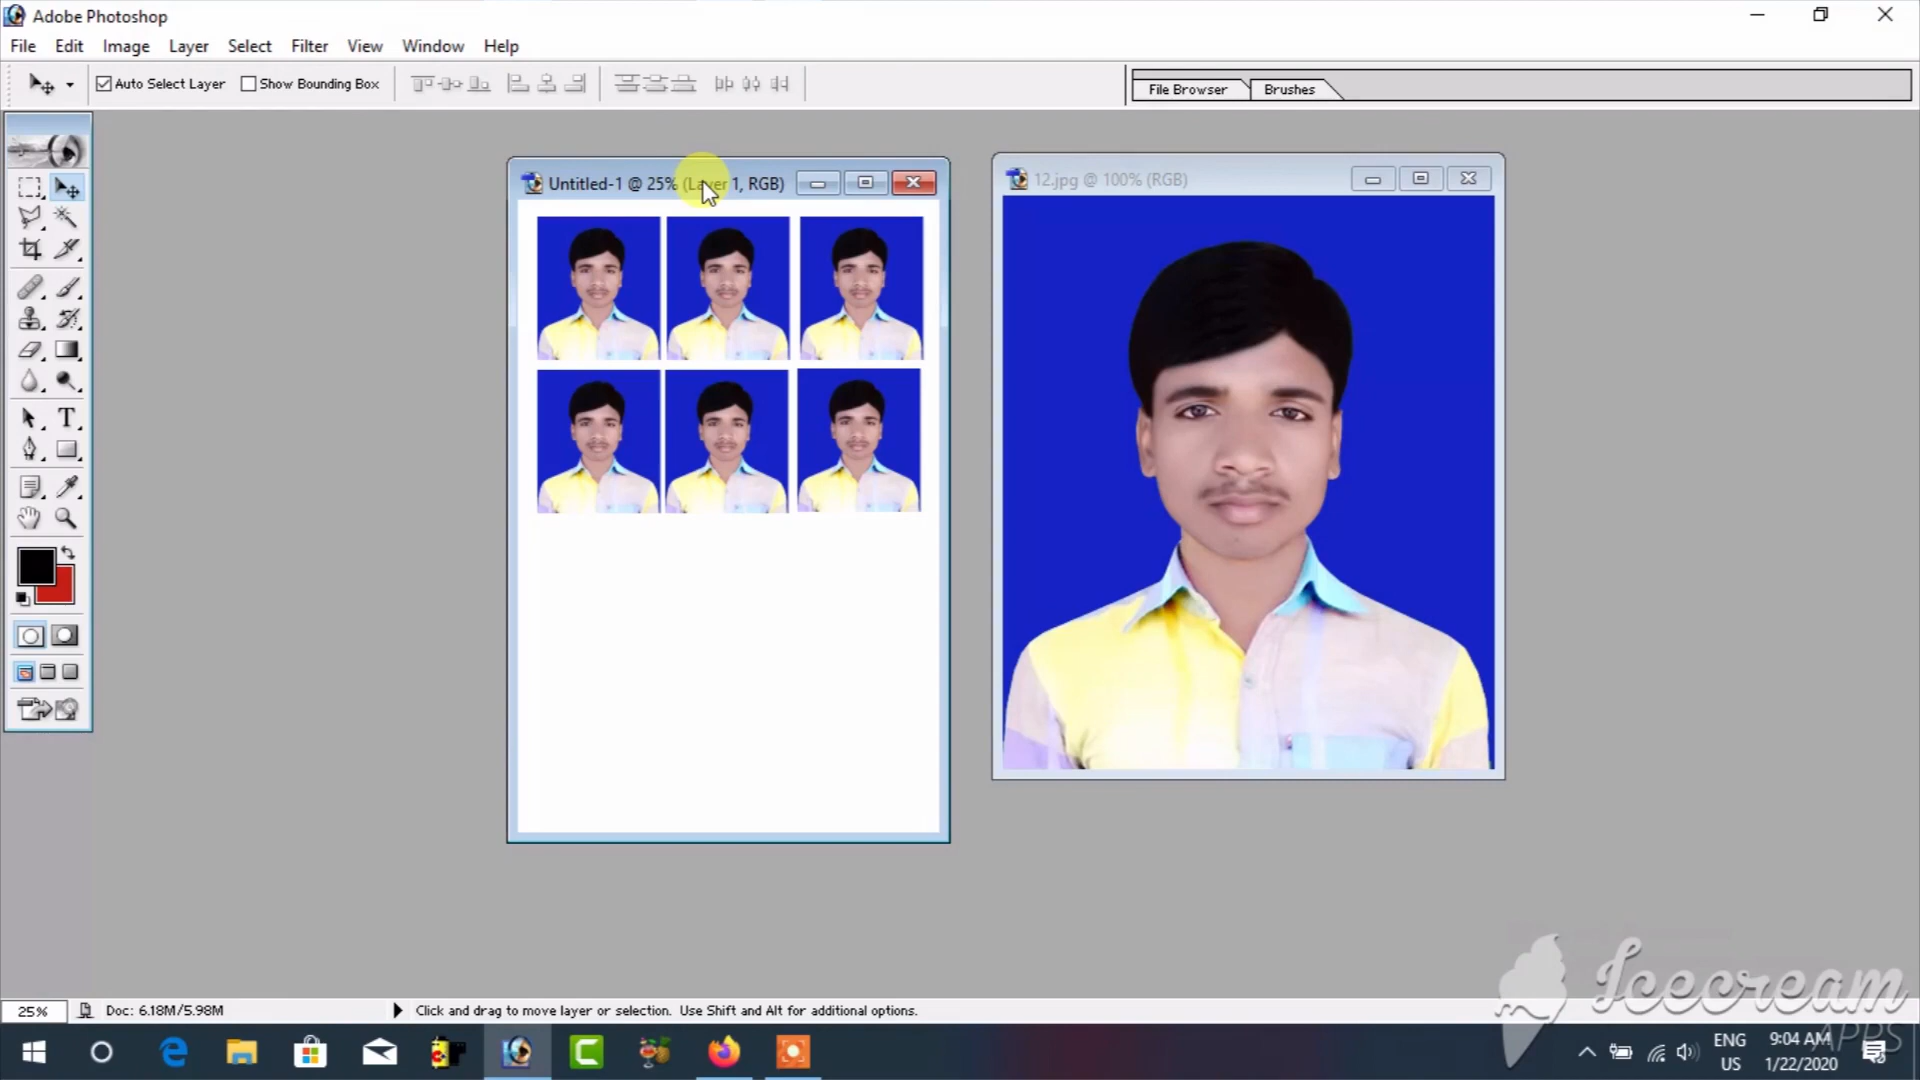 Adobe Photoshop
File Edit Image Layer Select Filter View Window Help
Auto Select Layer Show Bounding Box
File Browser Brushes
Untitled-1 @ 25% (Layer 1, RGB)
12.jpg @ 100% (RGB)
T
25% Doc: 6.18M/5.98M Click and drag to move layer or selection. Use Shift and Alt for additional options.
Icecream
APPS
ENG 9:04 AM
US 1/22/2020